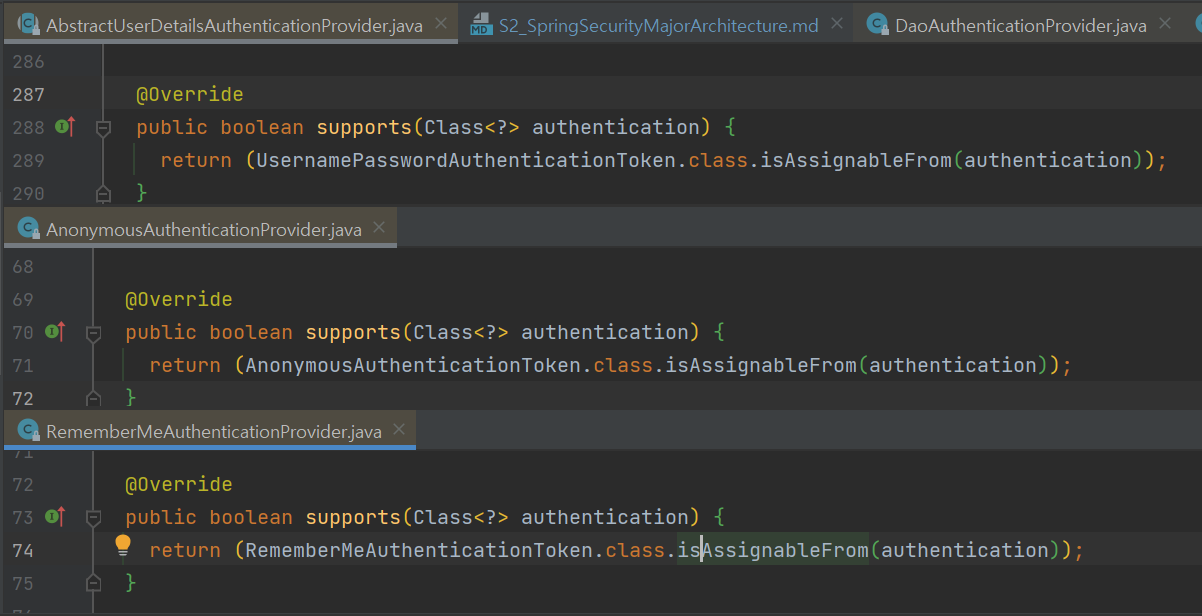 AbstractUserDetailsAuthenticationProvider.java
MD S2_SpringSecurityMajorArchitecture.md
C DaoAuthenticationProvider.java
286
287 @Override
288 public boolean supports(Class<?> authentication) {
289 return (UsernamePasswordAuthenticationToken.class.isAssignableFrom(authentication));
290 }
C AnonymousAuthenticationProvider.java
68
69 @Override
70 public boolean supports(Class<?> authentication) {
71 return (AnonymousAuthenticationToken.class.isAssignableFrom(authentication));
72 }
C RememberMeAuthenticationProvider.java
71
72 @Override
73 public boolean supports(Class<?> authentication) {
74 return (RememberMeAuthenticationToken.class.isAssignableFrom(authentication));
75 }